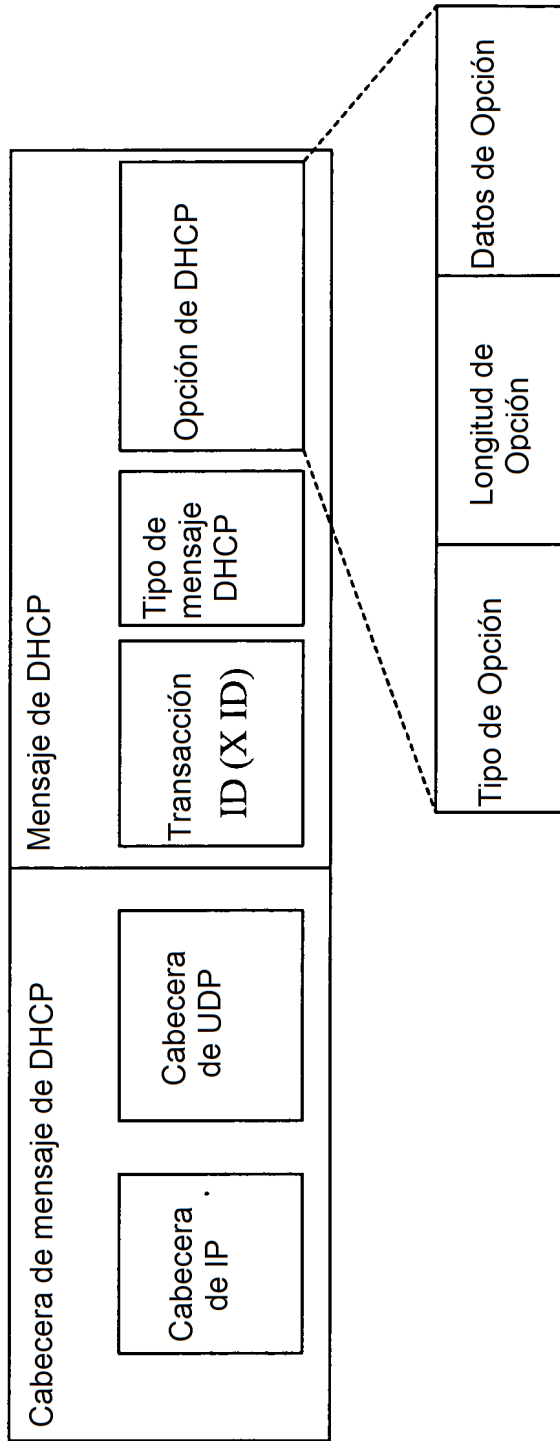 Cabecera de mensaje de DHCP
Cabecera
de IP
Cabecera
de UDP
Mensaje de DHCP
Transacción
ID (X ID)
Tipo de
mensaje
DHCP
Opción de DHCP
Tipo de Opción
Longitud de
Opción
Datos de Opción